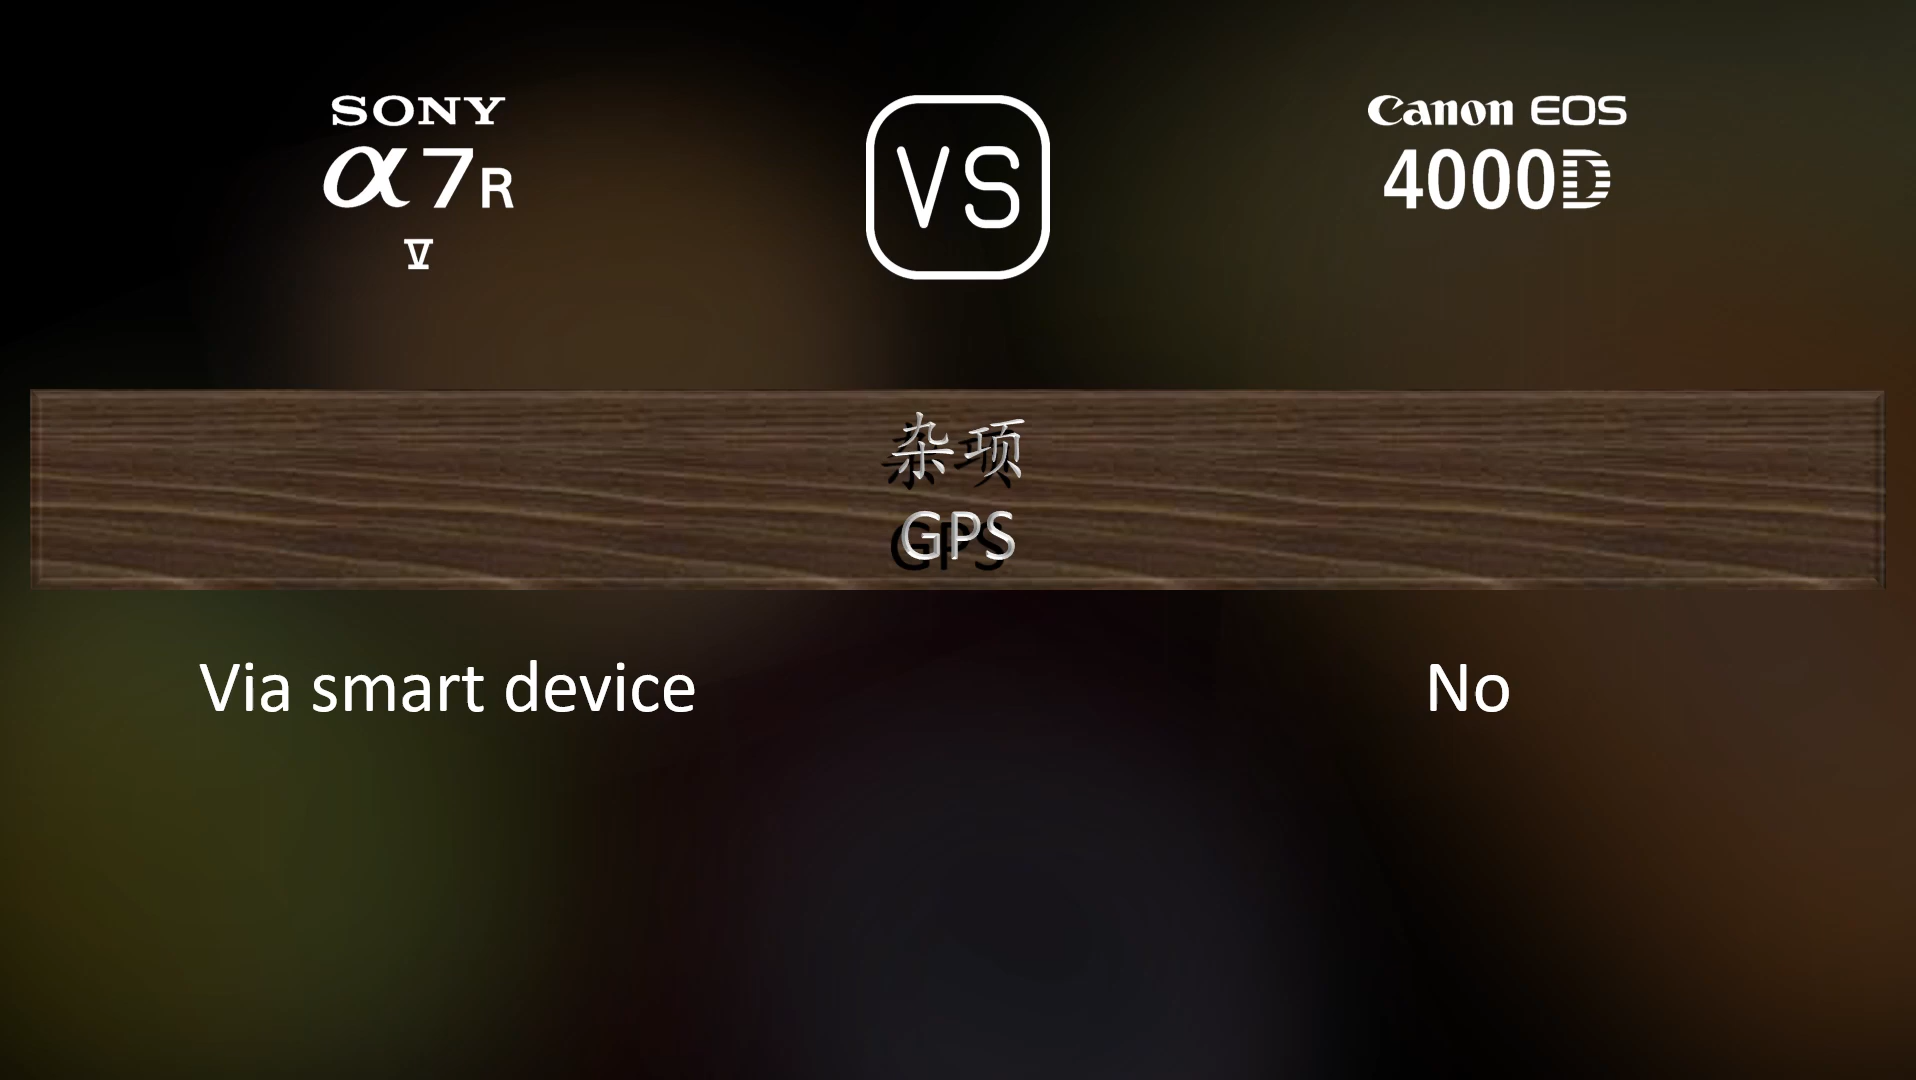 SONY
α7R
V
VS
Canon EOS
4000D
杂项
GPS
Via smart device
No